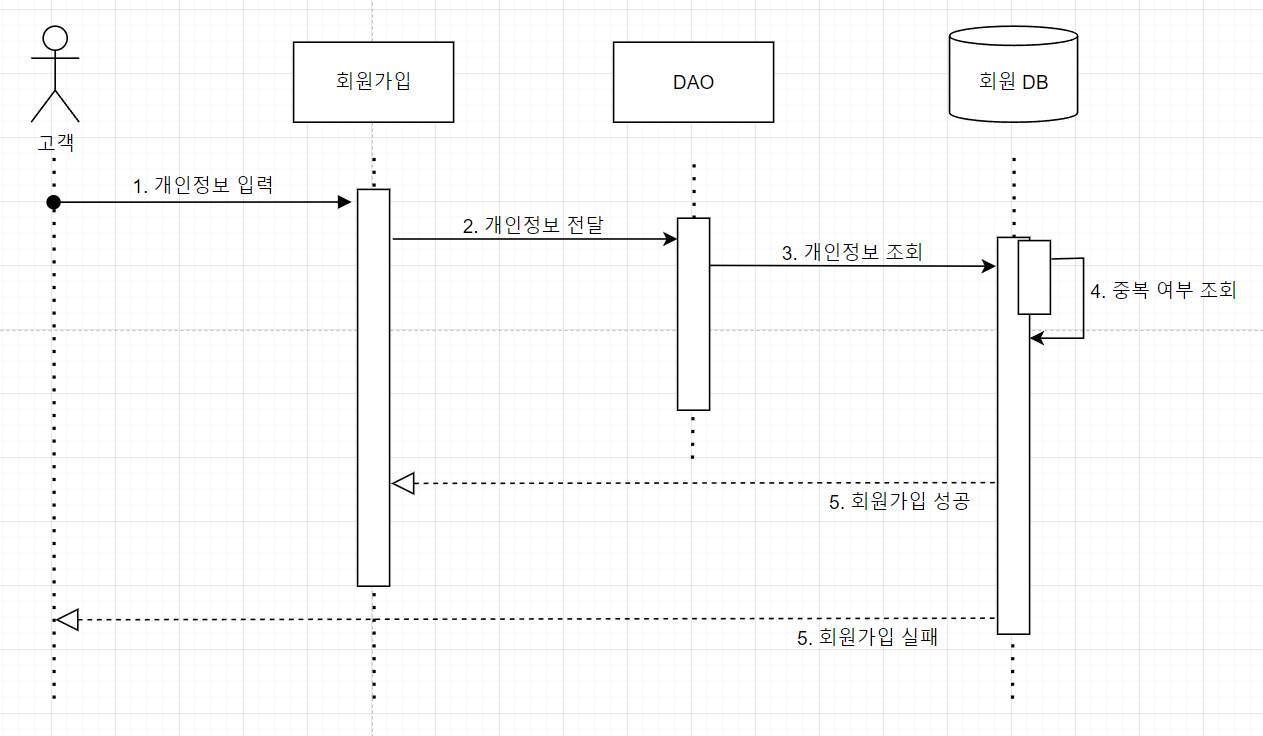 회원가입
DAO
회원 DB
고객
1. 개인정보 입력
2. 개인정보 전달
3. 개인정보 조회
4. 중복 여부 조회
5. 회원가입 성공
5. 회원가입 실패